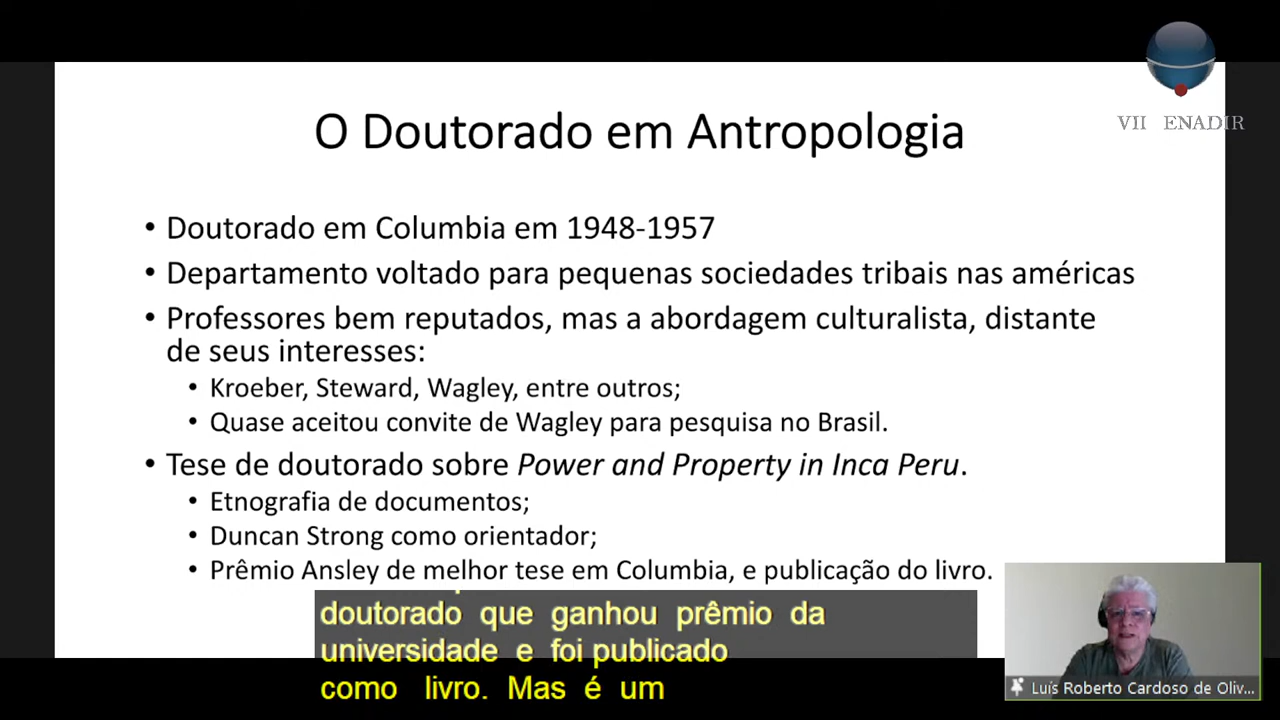 VII ENADIR
O Doutorado em Antropologia
• Doutorado em Columbia em 1948-1957
• Departamento voltado para pequenas sociedades tribais nas américas
• Professores bem reputados, mas a abordagem culturalista, distante
de seus interesses:
• Kroeber, Steward, Wagley, entre outros;
• Quase aceitou convite de Wagley para pesquisa no Brasil.
• Tese de doutorado sobre Power and Property in Inca Peru.
• Etnografia de documentos;
• Duncan Strong como orientador;
• Prêmio Ansley de melhor tese em Columbia, e publicação do livro.
doutorado que ganhou prêmio da
universidade e foi publicado
como livro. Mas é um
Luís Roberto Cardoso de Oliv...